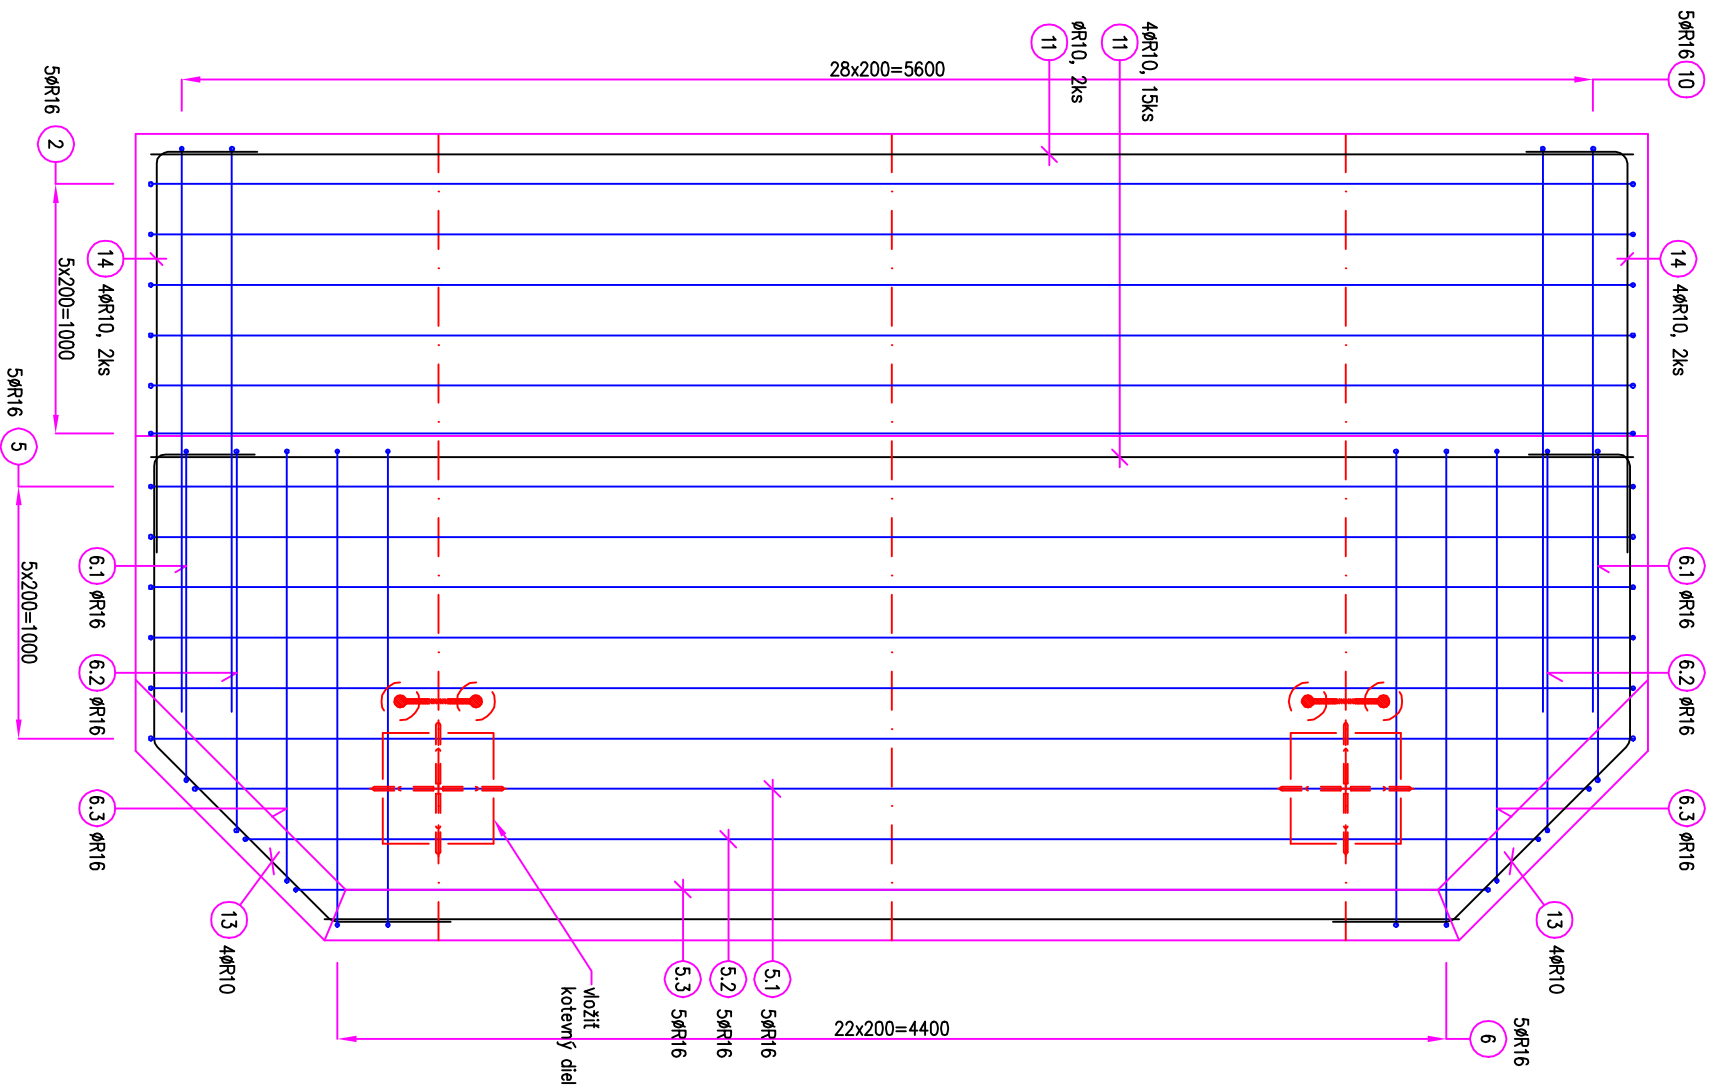 5øR16 10
28x200=5600
4øR10, 15ks
11
øR10, 2ks
11
5øR16 2
14 4øR10, 2ks
5x200=1000
14 4øR10, 2ks
5øR16 5
5x200=1000
6.1 øR16
6.2 øR16
6.3 øR16
6.1 øR16
6.2 øR16
6.3 øR16
13 4øR10
13 4øR10
5.1 5øR16
5.2 5øR16
5.3 5øR16
vložiť
kotevný diel
22x200=4400
6 5øR16